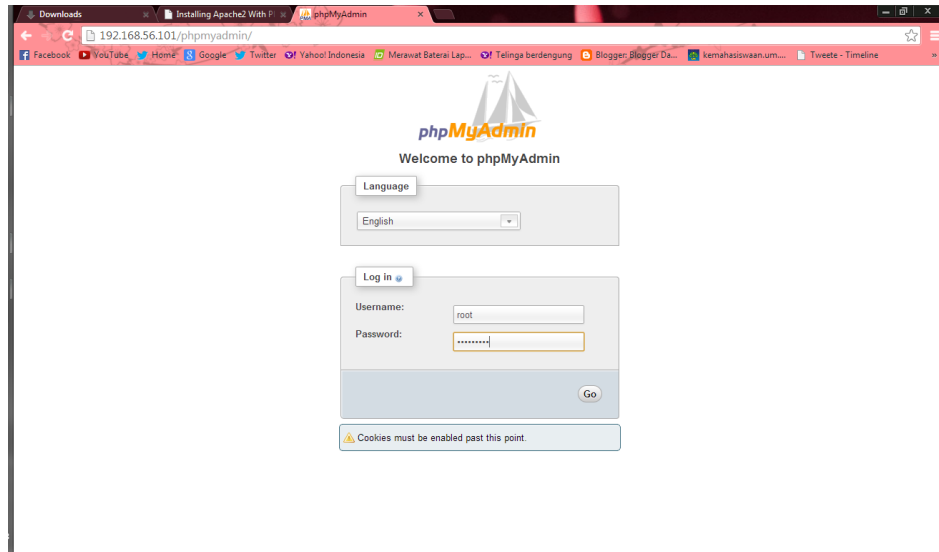 Downloads
Installing Apache2 With P
phpMyAdmin
192.168.56.101/phpmyadmin/
Facebook YouTube Home Google Twitter Yahoo! Indonesia Merawat Baterai Lap... Telinga berdengung Blogger: Blogger Da... kemahasiswaan.um.... Tweete - Timeline »
phpMyAdmin
Welcome to phpMyAdmin
Language
English
Log in
Username:
root
Password:
•••••••••
Go
Cookies must be enabled past this point.